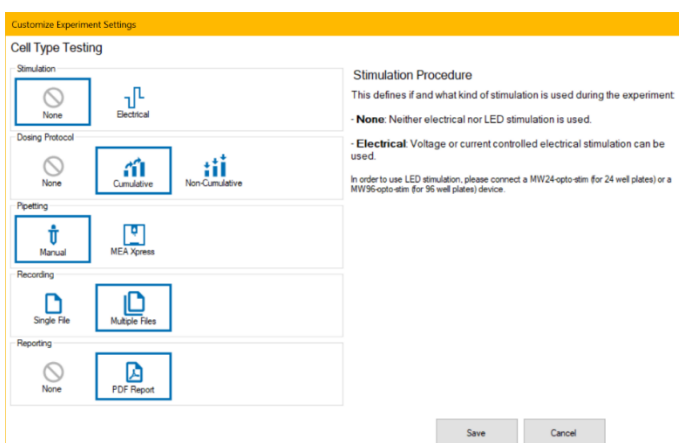 Customize Experiment Settings
Cell Type Testing
Stimulation
None
Electrical
Dosing Protocol
None
Cumulative
Non-Cumulative
Pipetting
Manual
MEA Xpress
Recording
Single File
Multiple Files
Reporting
None
PDF Report
Stimulation Procedure
This defines if and what kind of stimulation is used during the experiment
- None: Neither electrical nor LED stimulation is used.
- Electrical: Voltage or current controlled electrical stimulation can be
used.
In order to use LED stimulation, please connect a MW24-opto-stim (for 24 well plates) or a
MW96-opto-stim (for 96 well plates) device.
Save
Cancel